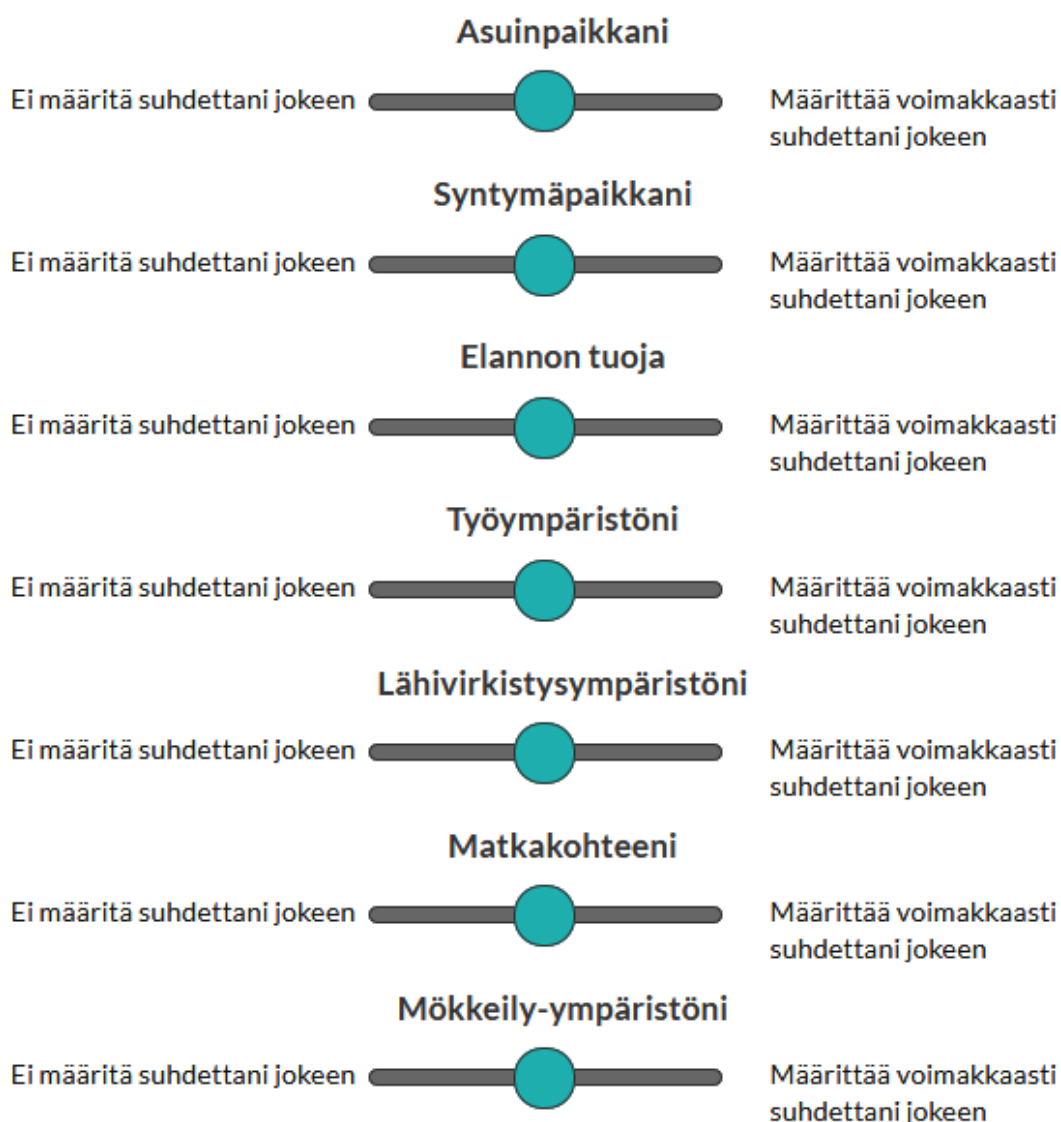 Asuinpaikkani
Ei määritä suhdettani jokeen Määrittää voimakkaasti
suhdettani jokeen
Syntymäpaikkani
Ei määritä suhdettani jokeen Määrittää voimakkaasti
suhdettani jokeen
Elannon tuoja
Ei määritä suhdettani jokeen Määrittää voimakkaasti
suhdettani jokeen
Työympäristöni
Ei määritä suhdettani jokeen Määrittää voimakkaasti
suhdettani jokeen
Lähivirkistysympäristöni
Ei määritä suhdettani jokeen Määrittää voimakkaasti
suhdettani jokeen
Matkakohteeni
Ei määritä suhdettani jokeen Määrittää voimakkaasti
suhdettani jokeen
Mökkeily-ympäristöni
Ei määritä suhdettani jokeen Määrittää voimakkaasti
suhdettani jokeen